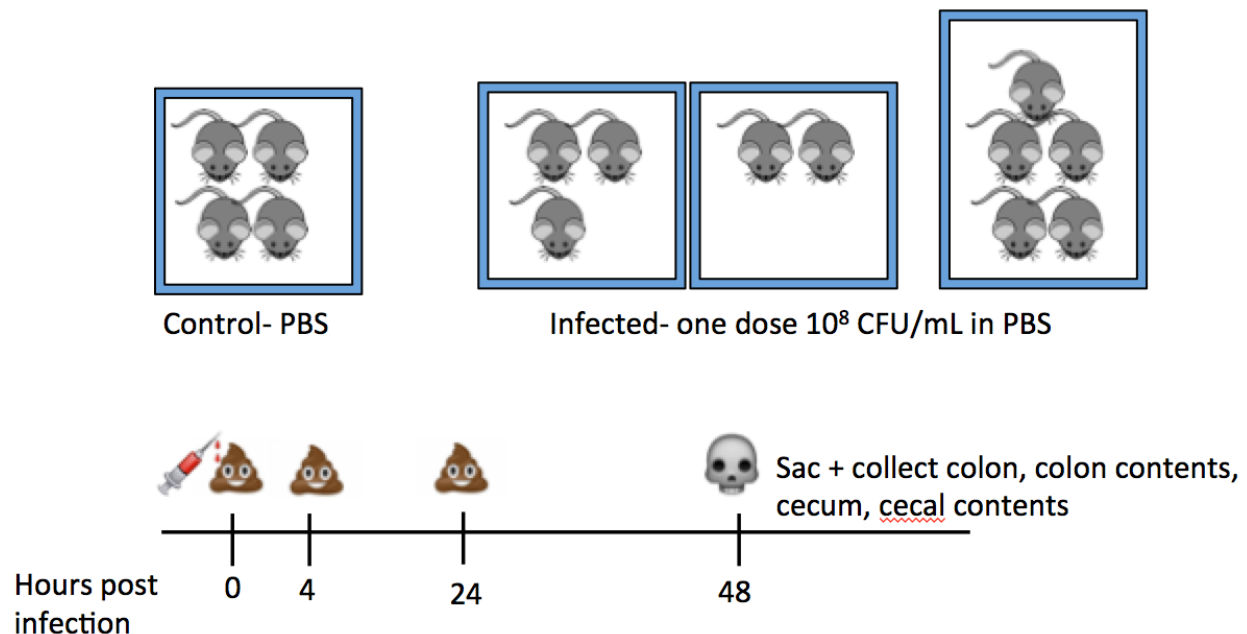 Control- PBS
Infected- one dose 10⁸ CFU/mL in PBS
Sac + collect colon, colon contents,
cecum, cecal contents
Hours post
infection
0
4
24
48